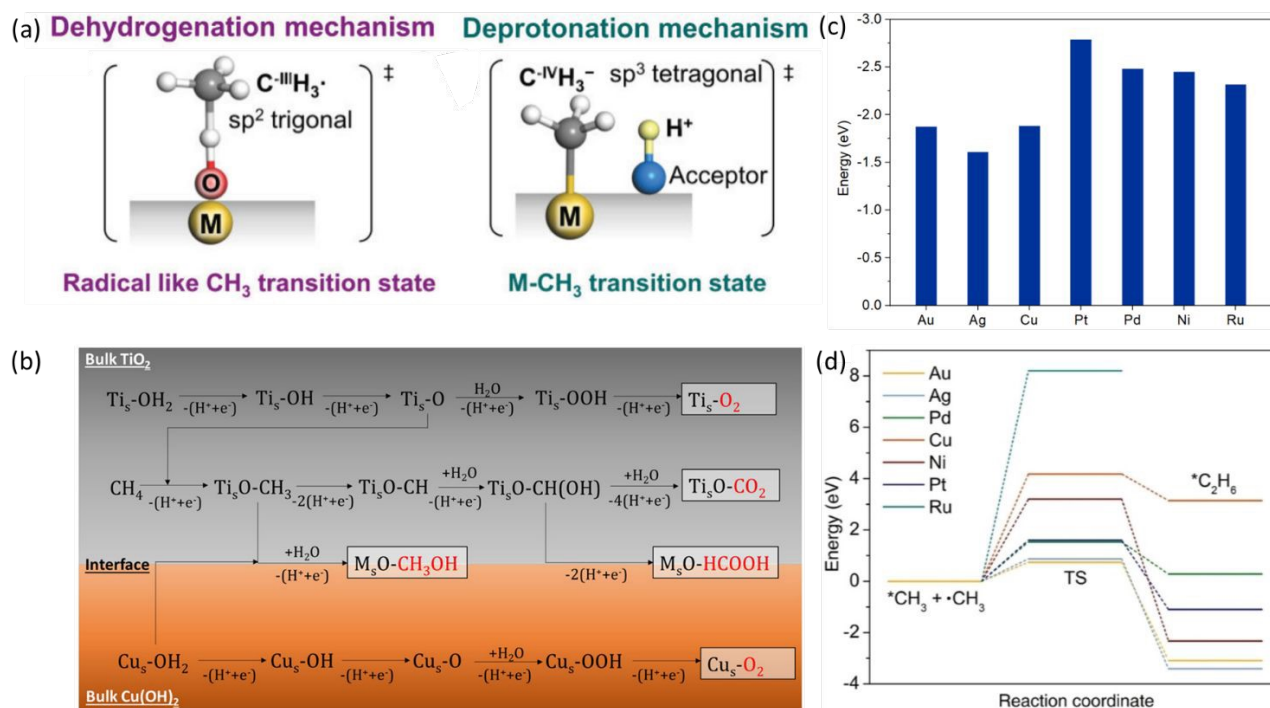 (a)
Dehydrogenation mechanism
C⁻ᴵᴵᴵH₃·
‡
sp² trigonal
O
M
Radical like CH₃ transition state
Deprotonation mechanism
C⁻ᴵⱽH₃⁻ sp³ tetragonal
‡
H⁺
Acceptor
M
M-CH₃ transition state
(b)
Bulk TiO₂
Tiₛ-OH₂ -(H⁺+e⁻) Tiₛ-OH -(H⁺+e⁻) Tiₛ-O H₂O -(H⁺+e⁻) Tiₛ-OOH -(H⁺+e⁻) Tiₛ-O₂
CH₄ -(H⁺+e⁻) TiₛO-CH₃ -2(H⁺+e⁻) TiₛO-CH +H₂O -(H⁺+e⁻) TiₛO-CH(OH) +H₂O -4(H⁺+e⁻) TiₛO-CO₂
Interface
+H₂O -(H⁺+e⁻) MₛO-CH₃OH -2(H⁺+e⁻) MₛO-HCOOH
Cuₛ-OH₂ -(H⁺+e⁻) Cuₛ-OH -(H⁺+e⁻) Cuₛ-O +H₂O -(H⁺+e⁻) Cuₛ-OOH -(H⁺+e⁻) Cuₛ-O₂
Bulk Cu(OH)₂
(c)
Energy (eV)
-3.0
-2.5
-2.0
-1.5
-1.0
-0.5
0.0
Au Ag Cu Pt Pd Ni Ru
(d)
Energy (eV)
8
6
4
2
0
-2
-4
Au
Ag
Pd
Cu
Ni
Pt
Ru
*C₂H₆
*CH₃ + ·CH₃
TS
Reaction coordinate